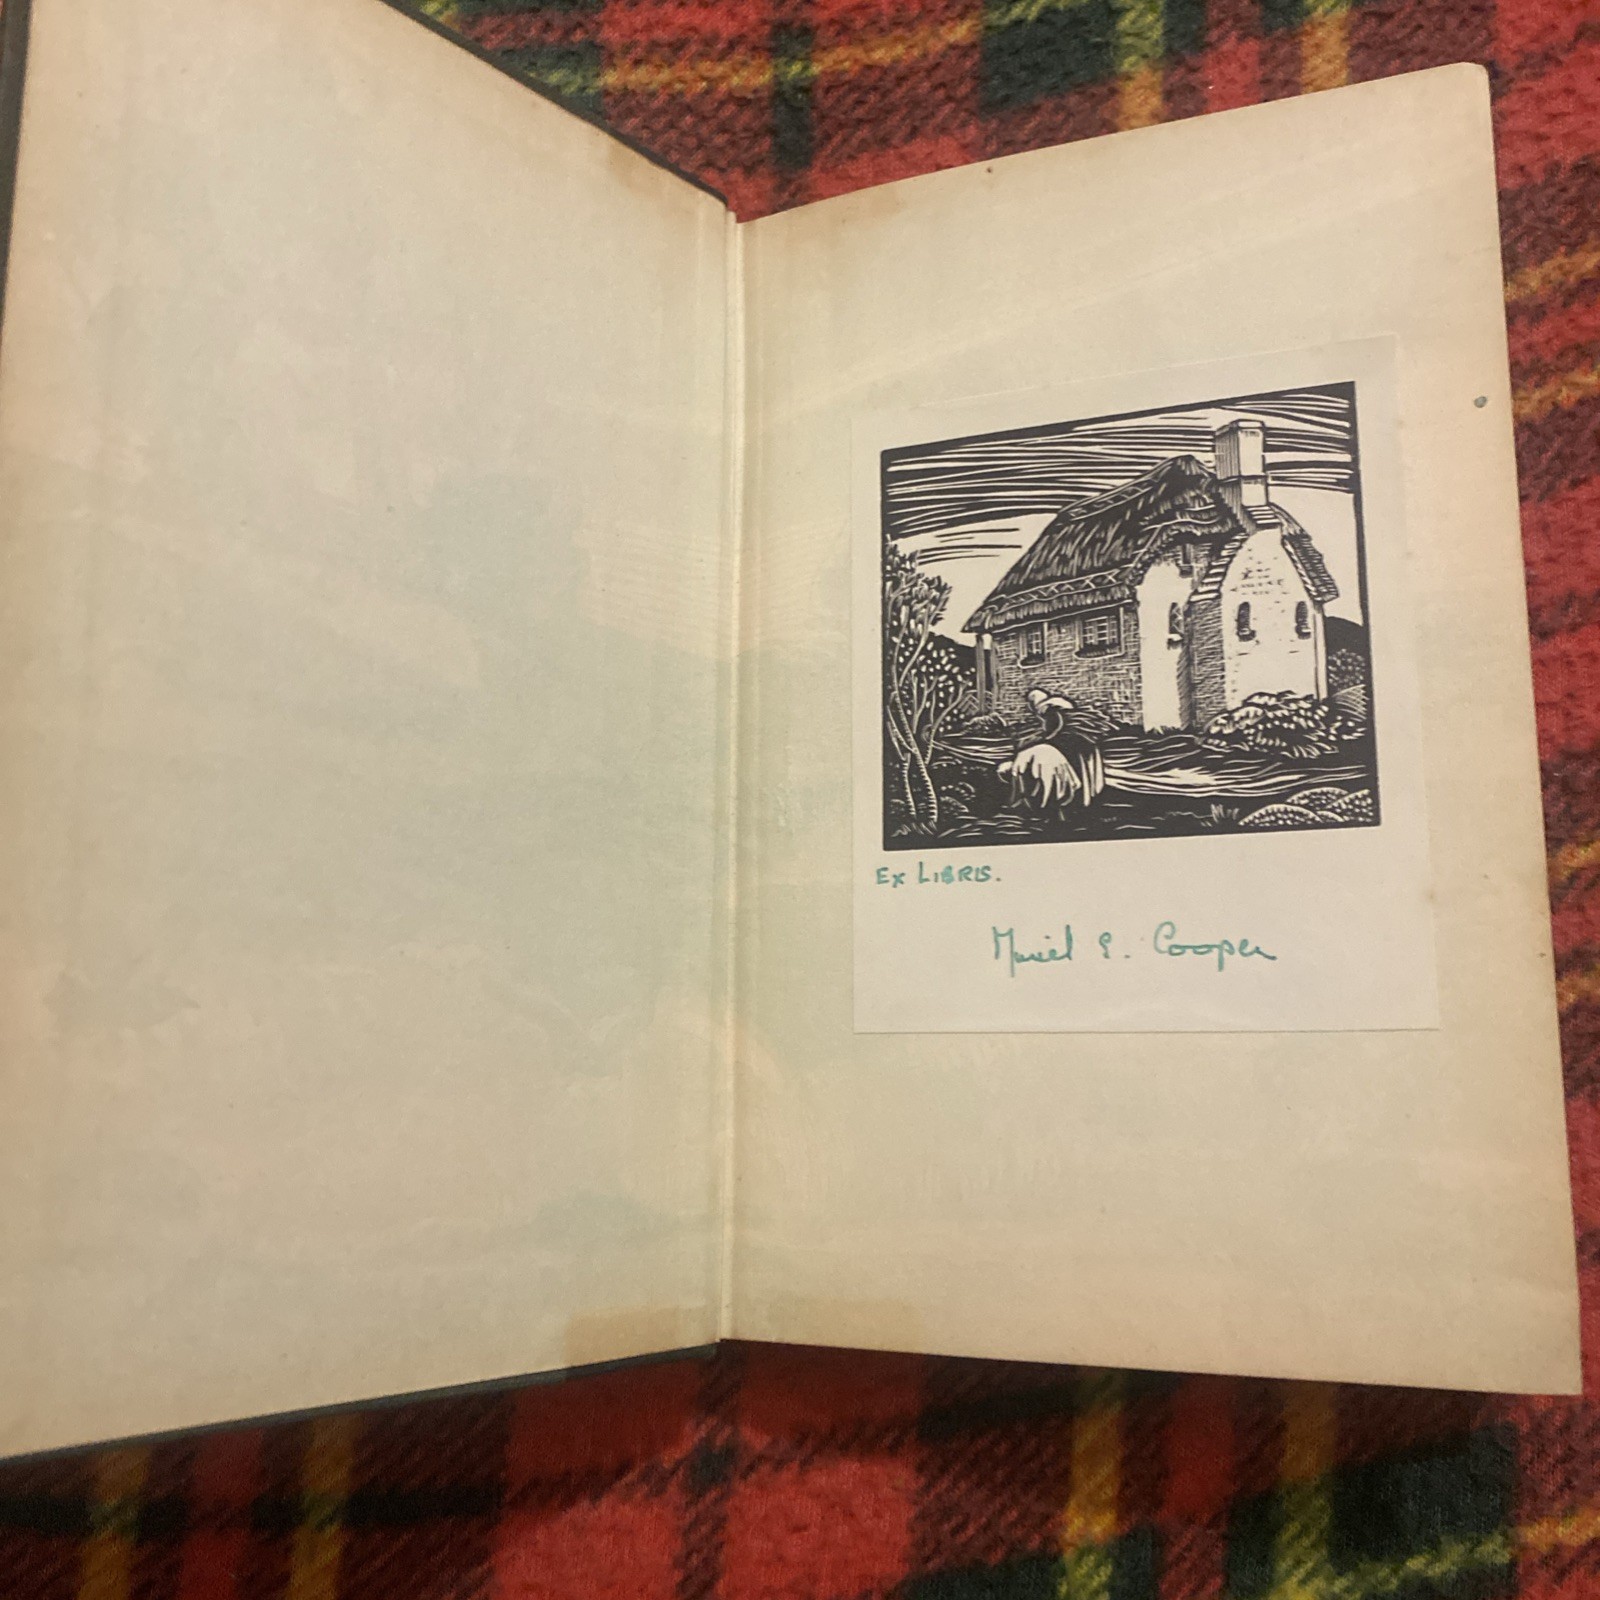 Ex Libris.
Muriel E. Cooper